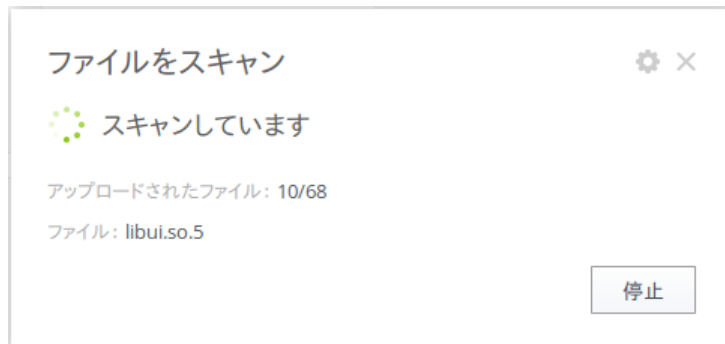 ファイルをスキャン
スキャンしています
アップロードされたファイル: 10/68
ファイル: libui.so.5
停止